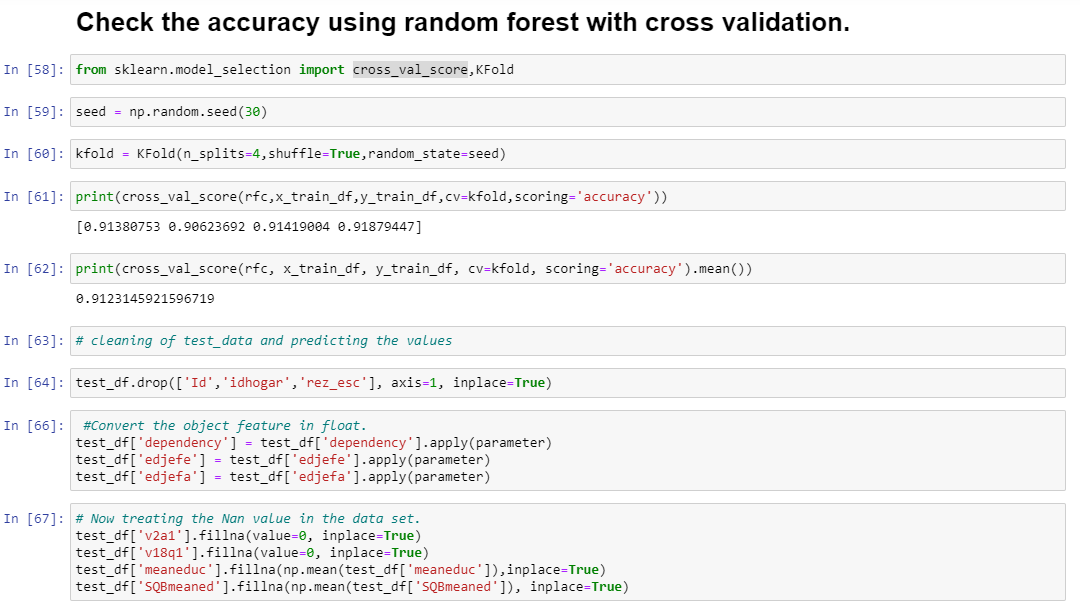 Check the accuracy using random forest with cross validation.
In [58]: from sklearn.model_selection import cross_val_score,KFold
In [59]: seed = np.random.seed(30)
In [60]: kfold = KFold(n_splits=4,shuffle=True,random_state=seed)
In [61]: print(cross_val_score(rfc,x_train_df,y_train_df,cv=kfold,scoring='accuracy'))
[0.91380753 0.90623692 0.91419004 0.91879447]
In [62]: print(cross_val_score(rfc, x_train_df, y_train_df, cv=kfold, scoring='accuracy').mean())
0.9123145921596719
In [63]: # cleaning of test_data and predicting the values
In [64]: test_df.drop(['Id','idhogar','rez_esc'], axis=1, inplace=True)
In [66]: #Convert the object feature in float.
test_df['dependency'] = test_df['dependency'].apply(parameter)
test_df['edjefe'] = test_df['edjefe'].apply(parameter)
test_df['edjefa'] = test_df['edjefa'].apply(parameter)
In [67]: # Now treating the Nan value in the data set.
test_df['v2a1'].fillna(value=0, inplace=True)
test_df['v18q1'].fillna(value=0, inplace=True)
test_df['meaneduc'].fillna(np.mean(test_df['meaneduc']),inplace=True)
test_df['SQBmeaned'].fillna(np.mean(test_df['SQBmeaned']), inplace=True)